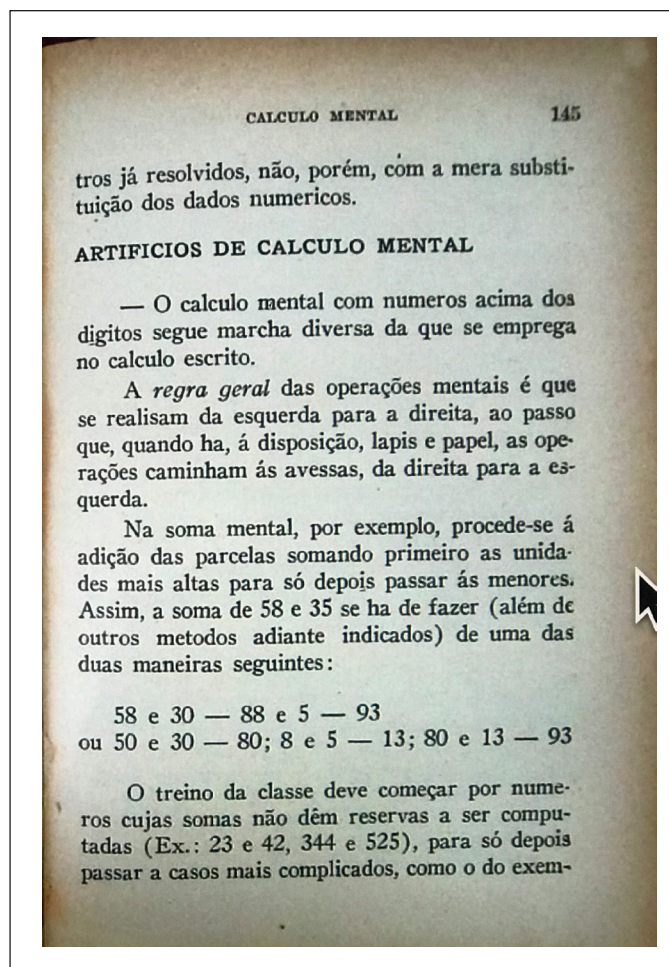 CALCULO MENTAL 145
tros já resolvidos, não, porém, com a mera substi-
tuição dos dados numericos.
ARTIFICIOS DE CALCULO MENTAL
— O calculo mental com numeros acima dos
digitos segue marcha diversa da que se emprega
no calculo escrito.
A regra geral das operações mentais é que
se realisam da esquerda para a direita, ao passo
que, quando ha, á disposição, lapis e papel, as ope-
rações caminham ás avessas, da direita para a es-
querda.
Na soma mental, por exemplo, procede-se á
adição das parcelas somando primeiro as unida-
des mais altas para só depois passar ás menores.
Assim, a soma de 58 e 35 se ha de fazer (além de
outros metodos adiante indicados) de uma das
duas maneiras seguintes:
58 e 30 — 88 e 5 — 93
ou 50 e 30 — 80; 8 e 5 — 13; 80 e 13 — 93
O treino da classe deve começar por nume-
ros cujas somas não dêm reservas a ser compu-
tadas (Ex.: 23 e 42, 344 e 525), para só depois
passar a casos mais complicados, como o do exem-